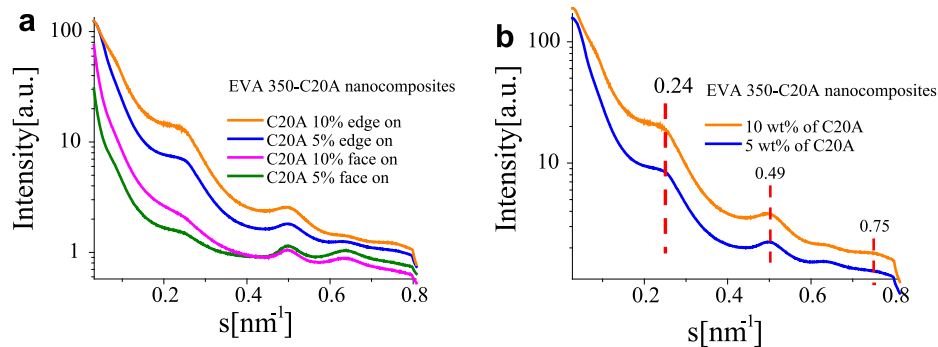 a
Intensity[a.u.]
100
10
1
EVA 350-C20A nanocomposites
C20A 10% edge on
C20A 5% edge on
C20A 10% face on
C20A 5% face on
0.2
0.4
0.6
0.8
s[nm⁻¹]
b
Intensity[a.u.]
100
10
0.24
EVA 350-C20A nanocomposites
10 wt% of C20A
5 wt% of C20A
0.49
0.75
0.2
0.4
0.6
0.8
s[nm⁻¹]